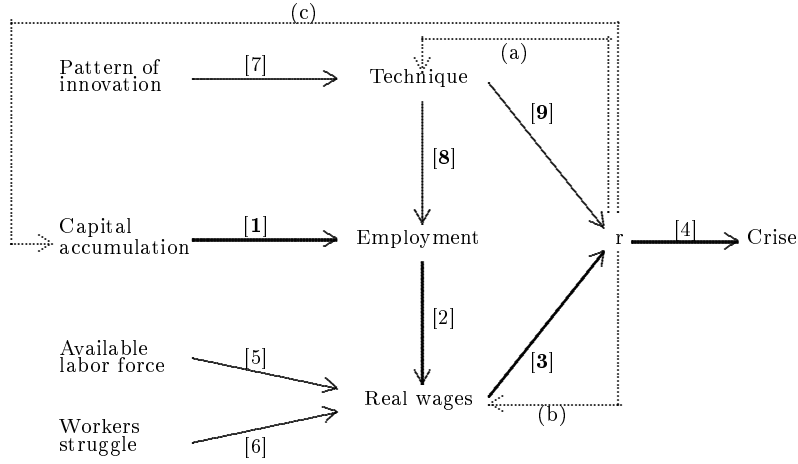 (c)
(a)
Pattern of
innovation
[7]
Technique
[9]
[8]
Capital
accumulation
[1]
Employment
r
[4]
Crise
[2]
Available
labor force
[5]
[3]
Real wages
(b)
Workers
struggle
[6]